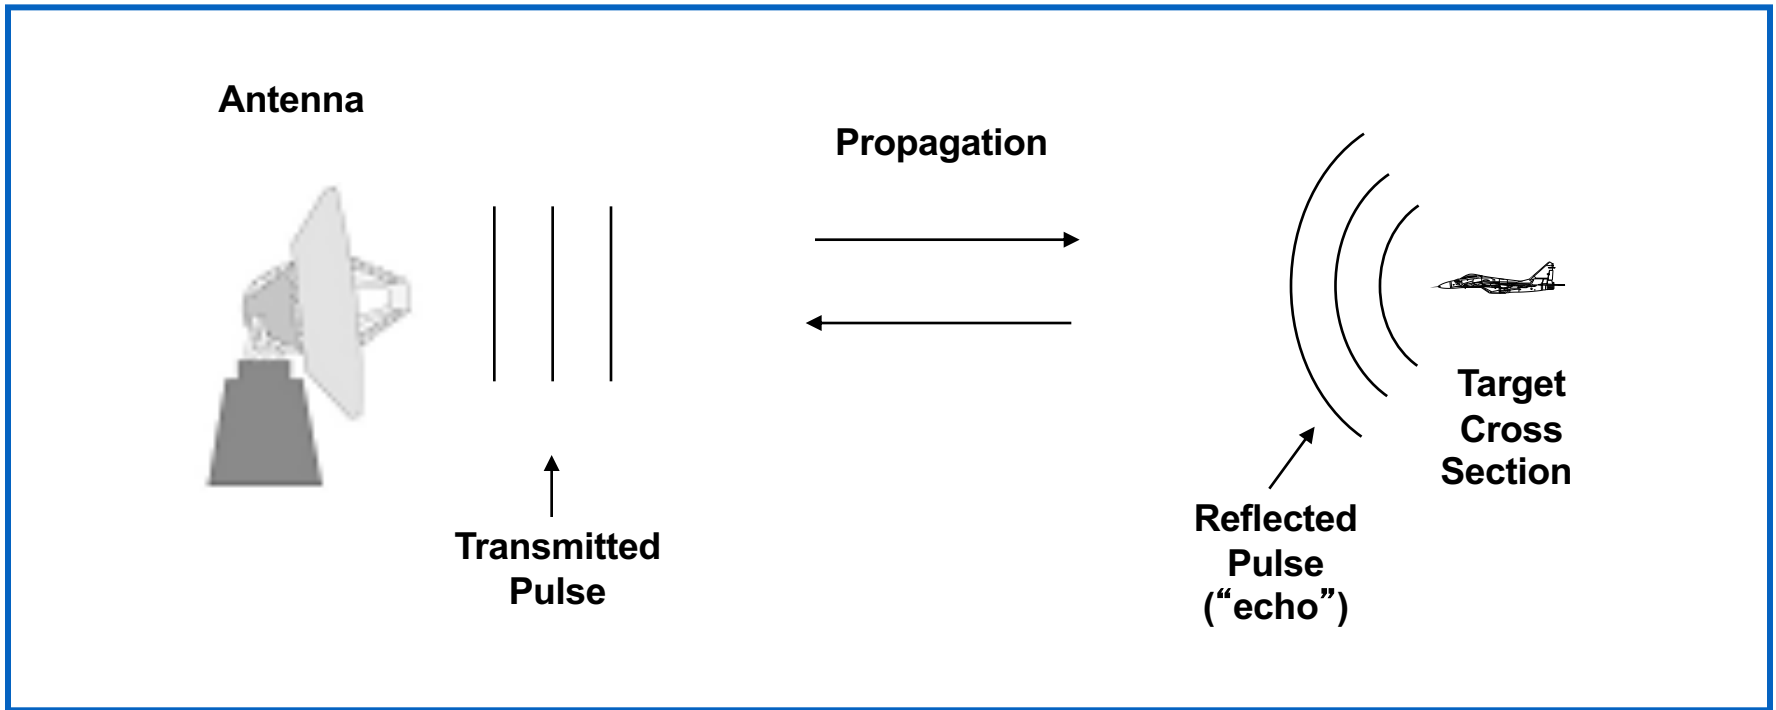 Antenna
Propagation
Transmitted
Pulse
Target
Cross
Section
Reflected
Pulse
(“echo”)